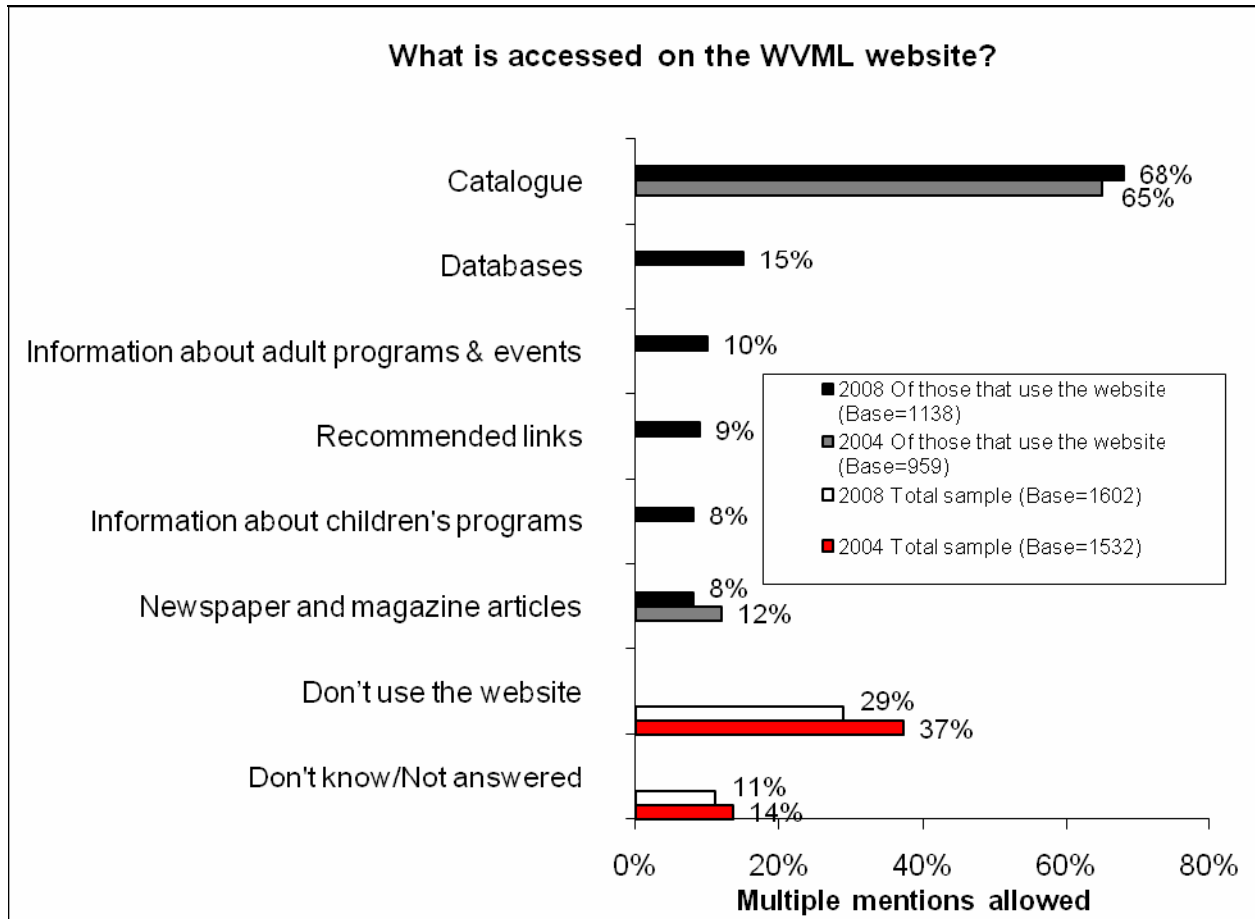 What is accessed on the WVML website?
Catalogue
68%
65%
Databases
15%
Information about adult programs & events
10%
Recommended links
9%
Information about children's programs
8%
Newspaper and magazine articles
8%
12%
Don’t use the website
29%
37%
Don't know/Not answered
11%
14%
2008 Of those that use the website
(Base=1138)
2004 Of those that use the website
(Base=959)
2008 Total sample (Base=1602)
2004 Total sample (Base=1532)
0% 20% 40% 60% 80%
Multiple mentions allowed